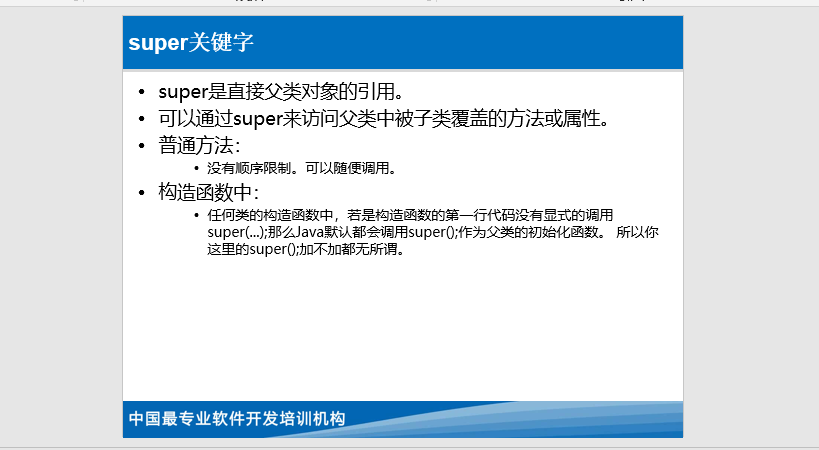 super关键字
• super是直接父类对象的引用。
• 可以通过super来访问父类中被子类覆盖的方法或属性。
• 普通方法：
• 没有顺序限制。可以随便调用。
• 构造函数中：
• 任何类的构造函数中，若是构造函数的第一行代码没有显式的调用
super(...);那么Java默认都会调用super();作为父类的初始化函数。 所以你
这里的super();加不加都无所谓。
中国最专业软件开发培训机构